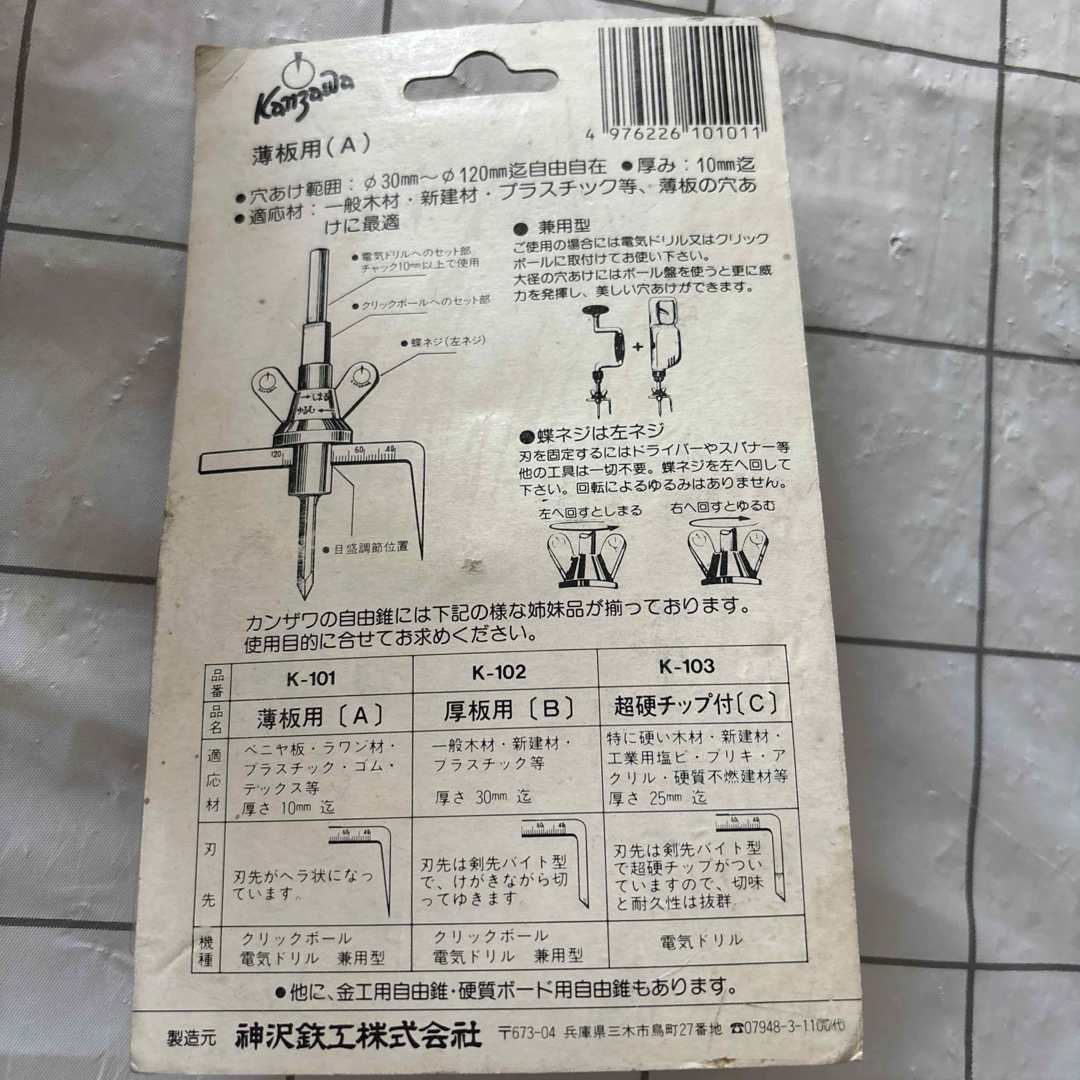 Kanzawa
4 976226 101011
薄板用(A)
●穴あけ範囲：φ30mm～φ120mm迄自由自在 ●厚み：10mm迄
●適応材：一般木材・新建材・プラスチック等、薄板の穴あ
けに最適
●電気ドリルへのセット部
チャック10mm以上で使用
●クリックボールへのセット部
●蝶ネジ(左ネジ)
→しまる
ゆるむ←
120 60 40
●目盛調節位置
●兼用型
ご使用の場合には電気ドリル又はクリック
ボールに取付けてお使い下さい。
大径の穴あけにはボール盤を使うと更に威
力を発揮し、美しい穴あけができます。
+
●蝶ネジは左ネジ
刃を固定するにはドライバーやスパナー等
他の工具は一切不要。蝶ネジを左へ回して
下さい。回転によるゆるみはありません。
左へ回すとしまる 右へ回すとゆるむ
カンザワの自由錐には下記の様な姉妹品が揃っております。
使用目的に合せてお求めください。
品番 K-101 K-102 K-103
品名 薄板用〔A〕 厚板用〔B〕 超硬チップ付〔C〕
適応材
ベニヤ板・ラワン材・
プラスチック・ゴム・
テックス等
厚さ 10mm 迄
一般木材・新建材・
プラスチック等
厚さ 30mm 迄
特に硬い木材・新建材・
工業用塩ビ・ブリキ・ア
クリル・硬質不燃建材等
厚さ 25mm 迄
刃先
60 40
刃先がヘラ状になっ
ています。
60 40
刃先は剣先バイト型
で、けがきながら切
ってゆきます。
60 40
刃先は剣先バイト型
で超硬チップがつい
ていますので、切味
と耐久性は抜群
機種
クリックボール
電気ドリル 兼用型
クリックボール
電気ドリル 兼用型
電気ドリル
●他に、金工用自由錐・硬質ボード用自由錐もあります。
製造元 神沢鉄工株式会社 〒673-04 兵庫県三木市鳥町27番地 ☎07948-3-1100代